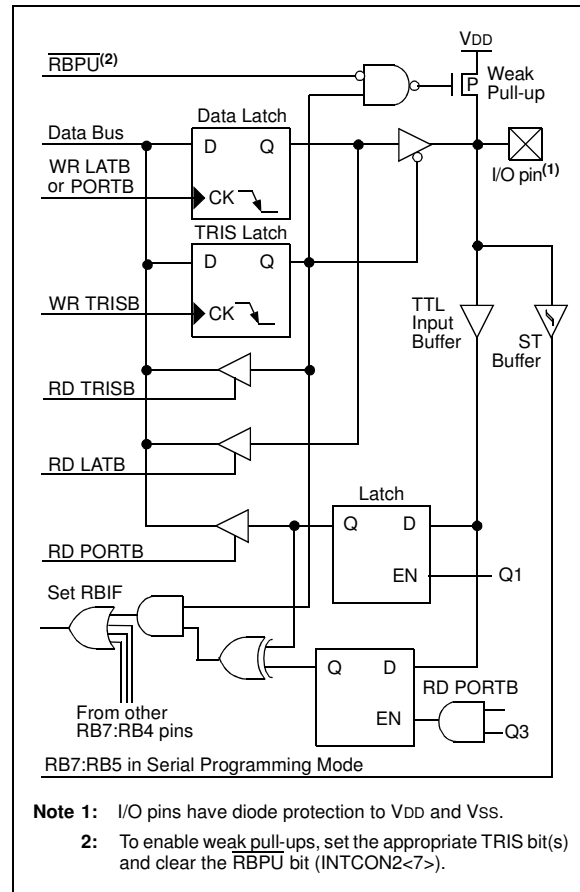 VDD
RBPU(2)
P
Weak
Pull-up
Data Latch
Data Bus
D Q
WR LATB
or PORTB
CK
I/O pin(1)
TRIS Latch
D Q
WR TRISB
CK
TTL
Input
Buffer
ST
Buffer
RD TRISB
RD LATB
Latch
Q D
RD PORTB
EN
Q1
Set RBIF
Q D
RD PORTB
EN
Q3
From other
RB7:RB4 pins
RB7:RB5 in Serial Programming Mode
Note 1: I/O pins have diode protection to VDD and VSS.
2: To enable weak pull-ups, set the appropriate TRIS bit(s)
and clear the RBPU bit (INTCON2<7>).